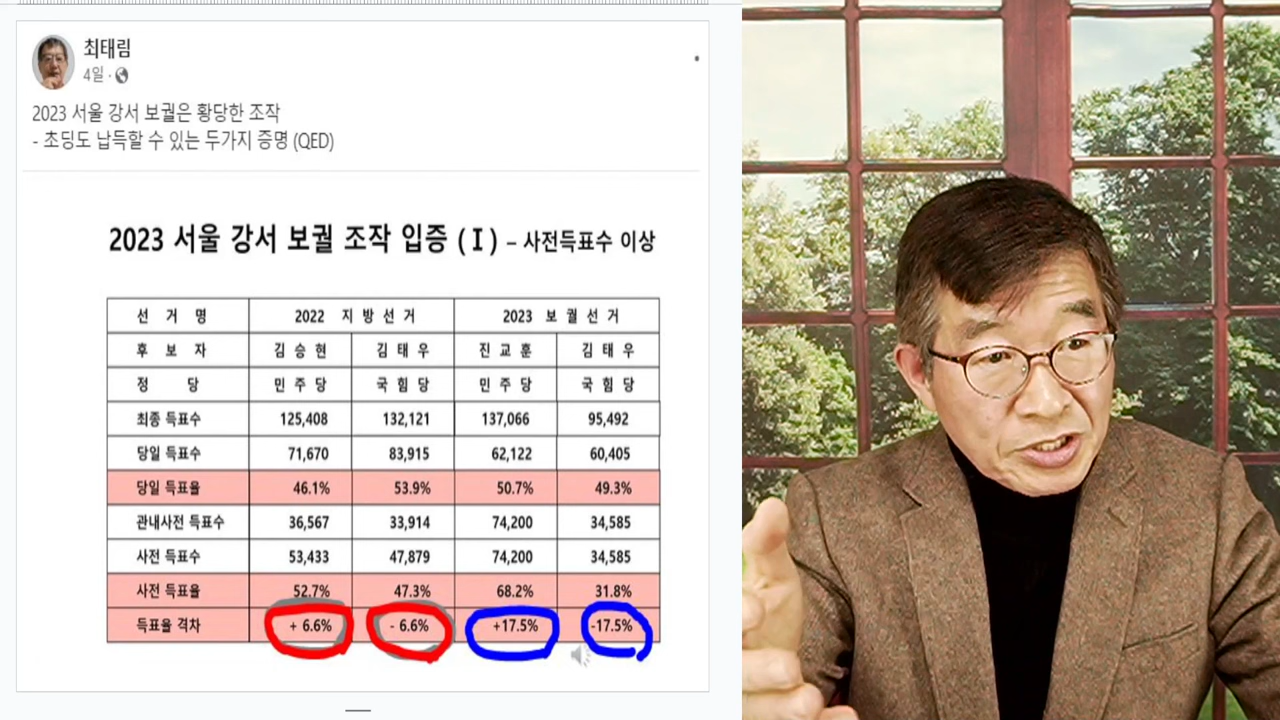 최태림
4일 ·
2023 서울 강서 보궐은 황당한 조작
- 초딩도 납득할 수 있는 두가지 증명 (QED)
2023 서울 강서 보궐 조작 입증 (I) – 사전득표수 이상
선 거 명 2022 지 방 선 거 2023 보 궐 선 거
후 보 자 김 승 현 김 태 우 진 교 훈 김 태 우
정 당 민 주 당 국 힘 당 민 주 당 국 힘 당
최종 득표수 125,408 132,121 137,066 95,492
당일 득표수 71,670 83,915 62,122 60,405
당일 득표율 46.1% 53.9% 50.7% 49.3%
관내사전 득표수 36,567 33,914 74,200 34,585
사전 득표수 53,433 47,879 74,200 34,585
사전 득표율 52.7% 47.3% 68.2% 31.8%
득표율 격차 + 6.6% - 6.6% +17.5% -17.5%